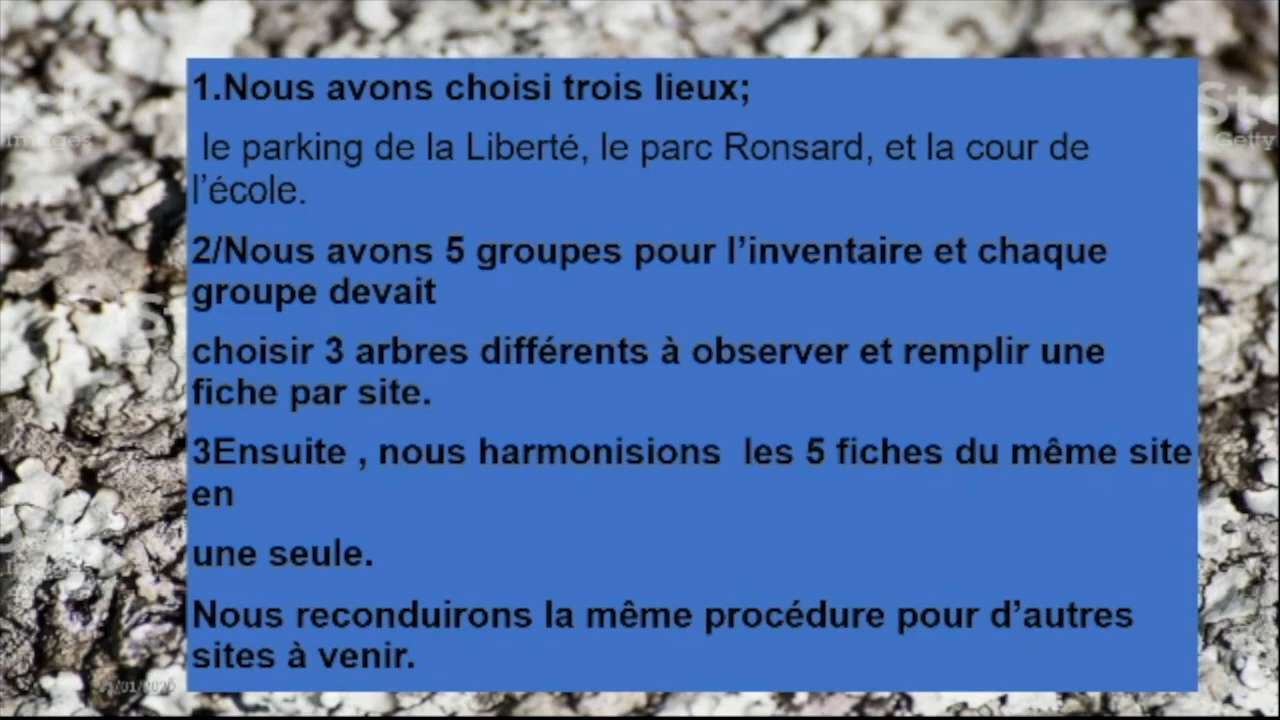 1.Nous avons choisi trois lieux;
le parking de la Liberté, le parc Ronsard, et la cour de
l'école.
2/Nous avons 5 groupes pour l'inventaire et chaque
groupe devait
choisir 3 arbres différents à observer et remplir une
fiche par site.
3Ensuite , nous harmonisions  les 5 fiches du même site
en
une seule.
Nous reconduirons la même procédure pour d'autres
sites à venir.